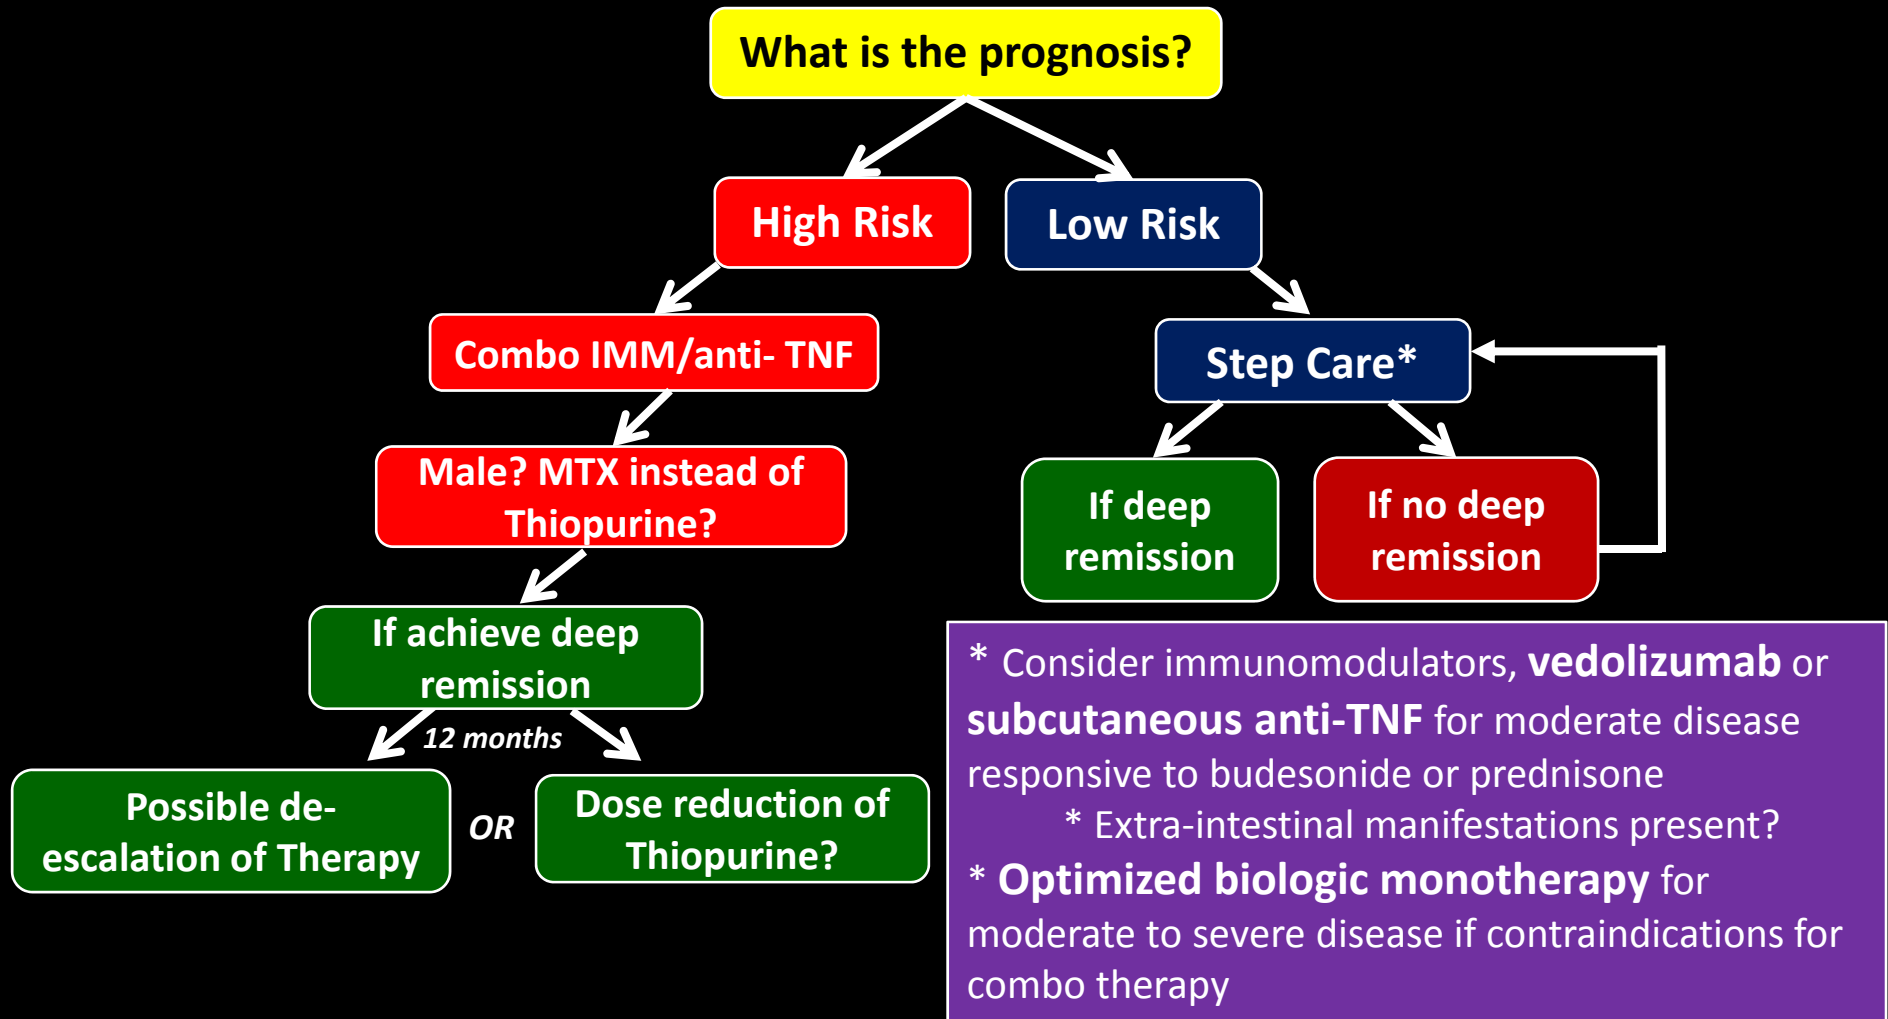 What is the prognosis?
High Risk
Low Risk
Combo IMM/anti- TNF
Step Care*
Male? MTX instead of
Thiopurine?
If deep
remission
If no deep
remission
If achieve deep
remission
12 months
Possible de-
escalation of Therapy
OR
Dose reduction of
Thiopurine?
* Consider immunomodulators, vedolizumab or
subcutaneous anti-TNF for moderate disease
responsive to budesonide or prednisone
* Extra-intestinal manifestations present?
* Optimized biologic monotherapy for
moderate to severe disease if contraindications for
combo therapy